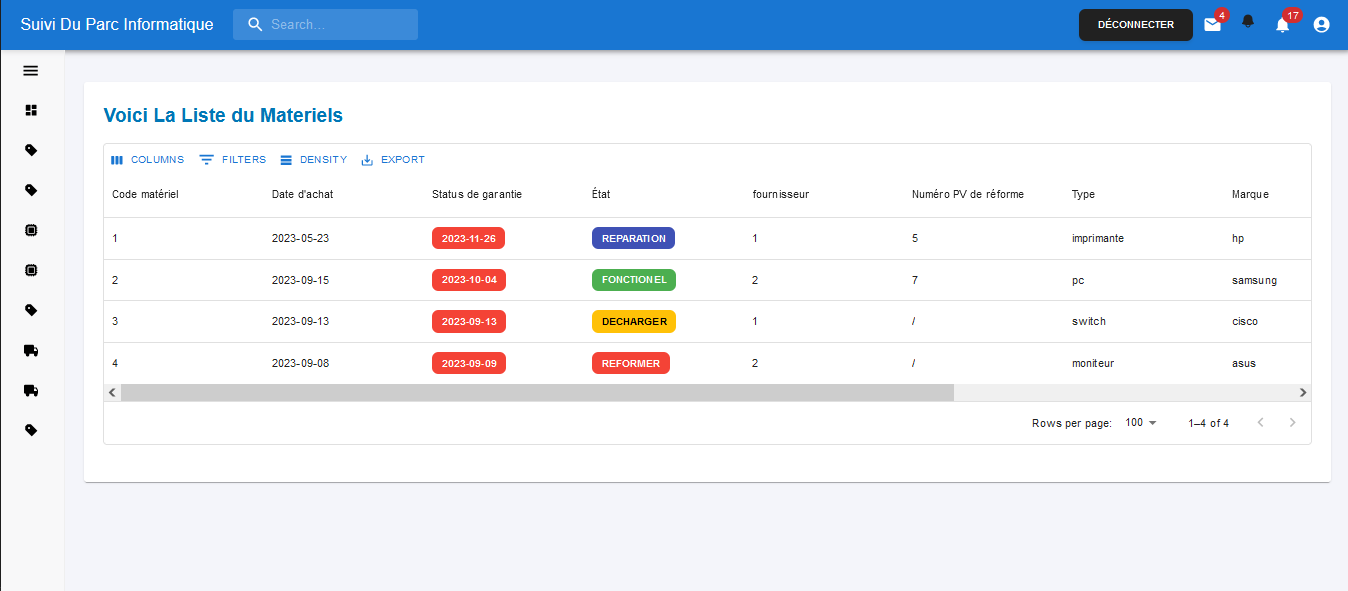 Suivi Du Parc Informatique Search... DÉCONNECTER 4 17
Voici La Liste du Materiels
COLUMNS FILTERS DENSITY EXPORT
Code matériel Date d'achat Status de garantie État fournisseur Numéro PV de réforme Type Marque
1 2023-05-23 2023-11-26 REPARATION 1 5 imprimante hp
2 2023-09-15 2023-10-04 FONCTIONEL 2 7 pc samsung
3 2023-09-13 2023-09-13 DECHARGER 1 / switch cisco
4 2023-09-08 2023-09-09 REFORMER 2 / moniteur asus
Rows per page: 100 1–4 of 4